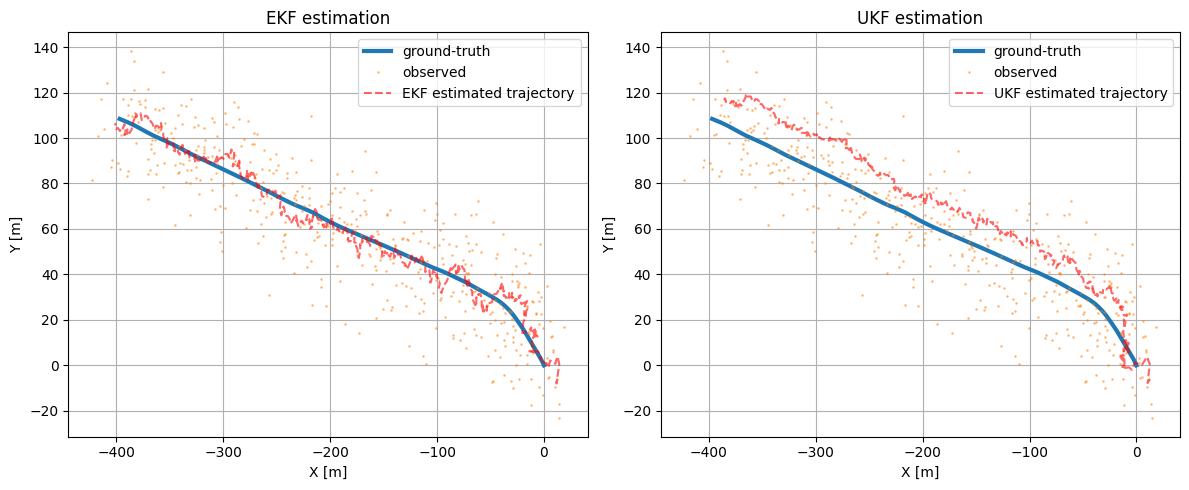 EKF estimation
140
120
100
80
60
40
20
0
−20
Y [m]
−400
−300
−200
−100
0
X [m]
ground-truth
observed
EKF estimated trajectory
UKF estimation
140
120
100
80
60
40
20
0
−20
Y [m]
−400
−300
−200
−100
0
X [m]
ground-truth
observed
UKF estimated trajectory